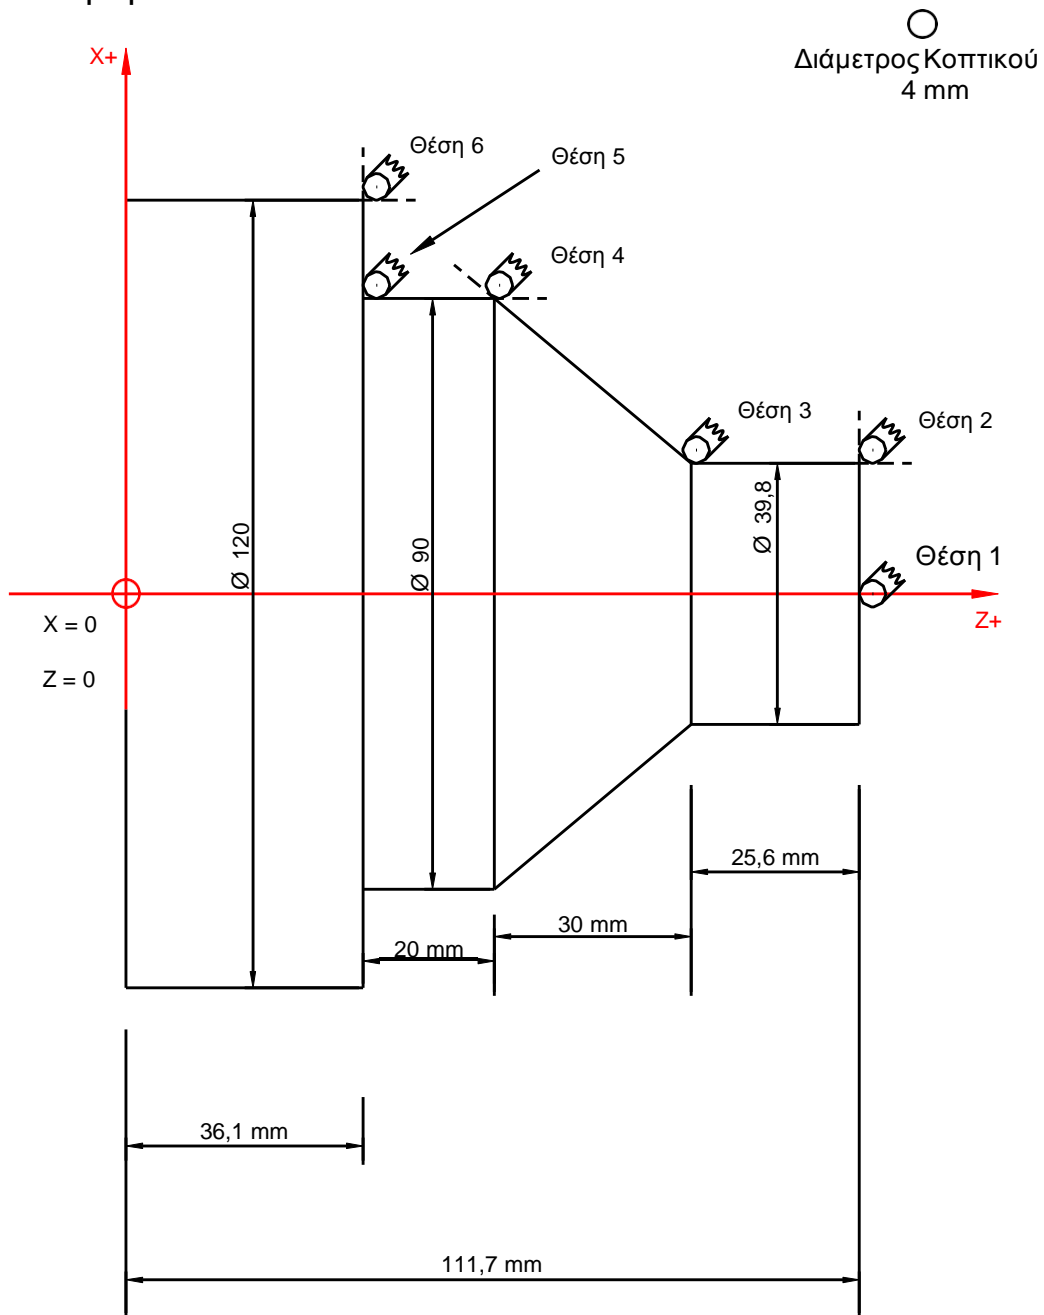 Διάμετρος Κοπτικού
4 mm
X+
Θέση 6
Θέση 5
Θέση 4
Θέση 3
Θέση 2
Ø 120
Ø 90
Ø 39,8
Θέση 1
X = 0
Z+
Z = 0
25,6 mm
30 mm
20 mm
36,1 mm
111,7 mm